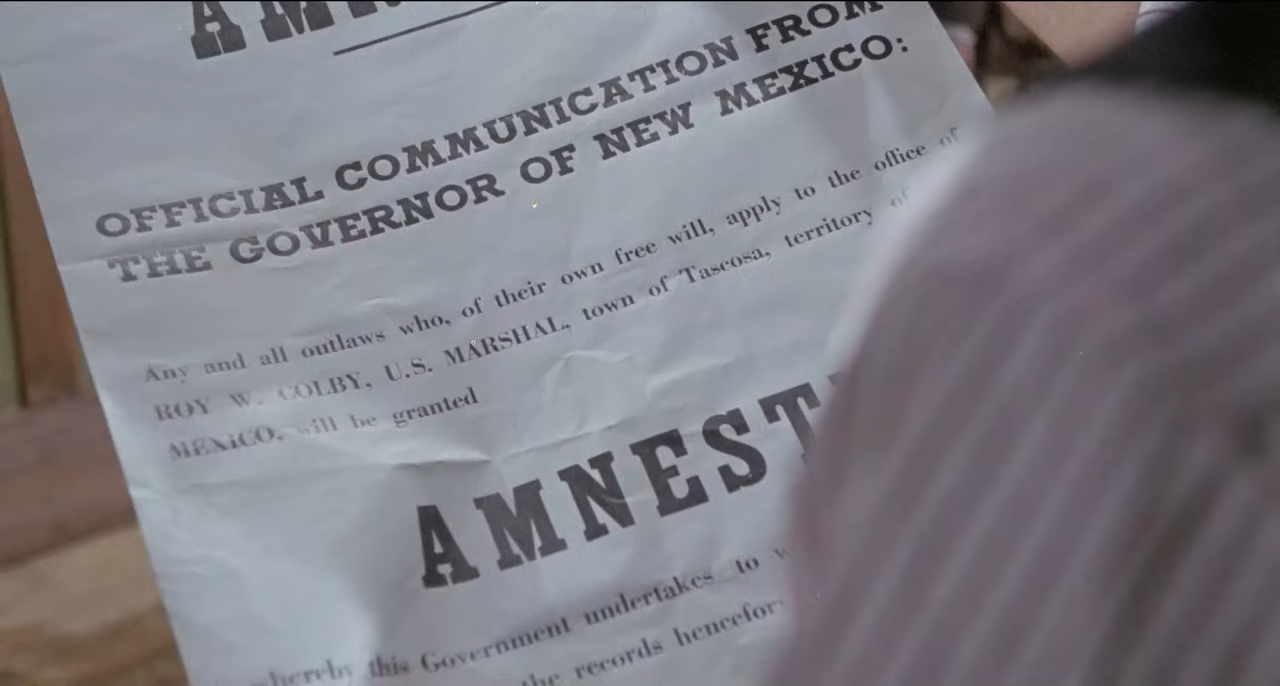 OFFICIAL COMMUNICATION FROM
THE GOVERNOR OF NEW MEXICO:
Any and all outlaws who, of their own free will, apply to the office of
ROY W. COLBY, U.S. MARSHAL, town of Tascosa, territory of
MEXICO, will be granted
AMNEST
hereby this Government undertakes to
the records